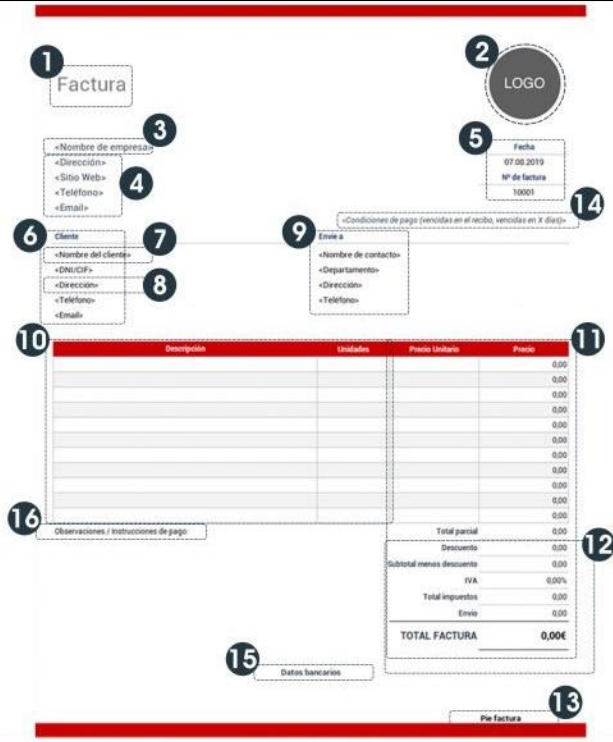 1
Factura
2
LOGO
3
<Nombre de empresa>
<Dirección>
<Sitio Web>
<Teléfono>
<Email>
4
5
Fecha
07.08.2019
Nº de factura
10001
14
<Condiciones de pago (vencidas en el recibo, vencidas en X días)>
6
Cliente
7
<Nombre del cliente>
<DNI/CIF>
<Dirección>
8
<Teléfono>
<Email>
9
Envíe a
<Nombre de contacto>
<Departamento>
<Dirección>
<Teléfono>
10
11
Descripción Unidades Precio Unitario Precio
0,00
0,00
0,00
0,00
0,00
0,00
0,00
0,00
0,00
0,00
0,00
16
Observaciones / Instrucciones de pago:
Total parcial 0,00
12
Descuento 0,00
Subtotal menos descuento 0,00
IVA 0,00%
Total impuestos 0,00
Envío 0,00
TOTAL FACTURA 0,00€
15
Datos bancarios
13
Pie factura